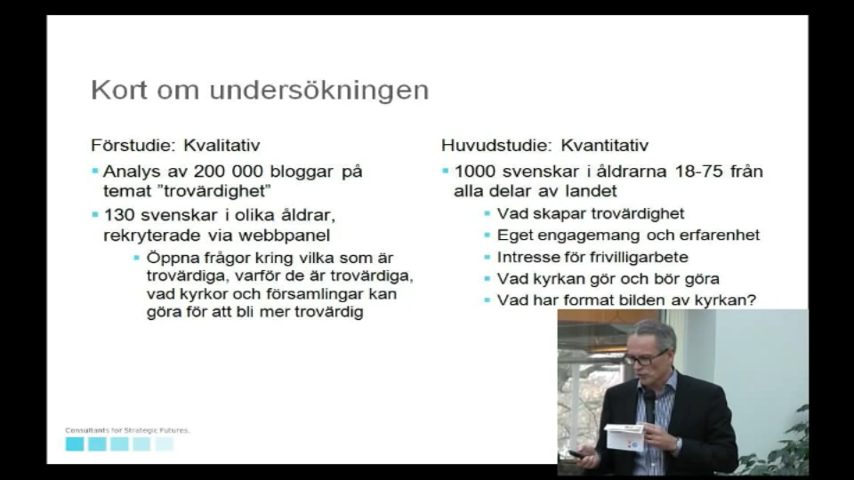 Kort om undersökningen
Förstudie: Kvalitativ
Analys av 200 000 bloggar på
temat ”trovärdighet”
130 svenskar i olika åldrar,
rekryterade via webbpanel
Öppna frågor kring vilka som är
trovärdiga, varför de är trovärdiga,
vad kyrkor och församlingar kan
göra för att bli mer trovärdig
Huvudstudie: Kvantitativ
1000 svenskar i åldrarna 18-75 från
alla delar av landet
Vad skapar trovärdighet
Eget engagemang och erfarenhet
Intresse för frivilligarbete
Vad kyrkan gör och bör göra
Vad har format bilden av kyrkan?
Consultants for Strategic Futures.